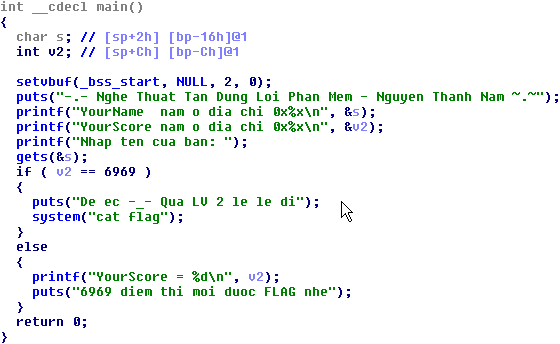 int __cdecl main()
{
char s; // [sp+2h] [bp-16h]@1
int v2; // [sp+Ch] [bp-Ch]@1
setvbuf(_bss_start, NULL, 2, 0);
puts("-.- Nghe Thuat Tan Dung Loi Phan Mem - Nguyen Thanh Nam ~.~");
printf("YourName  nam o dia chi 0x%x\n", &s);
printf("YourScore nam o dia chi 0x%x\n", &v2);
printf("Nhap ten cua ban: ");
gets(&s);
if ( v2 == 6969 )
{
puts("De ec -_- Qua LV 2 le le di");
system("cat flag");
}
else
{
printf("YourScore = %d\n", v2);
puts("6969 diem thi moi duoc FLAG nhe");
}
return 0;
}